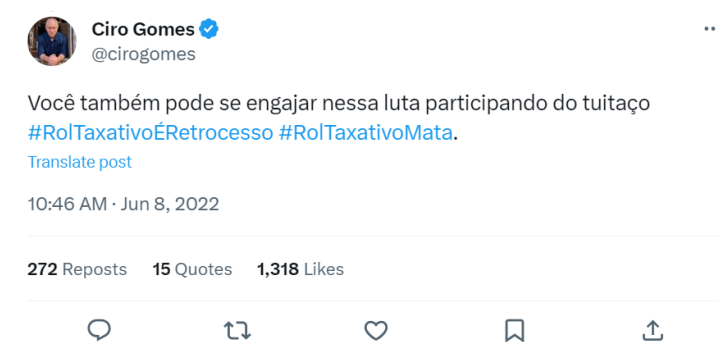 Ciro Gomes
@cirogomes
Você também pode se engajar nessa luta participando do tuitaço
#RolTaxativoÉRetrocesso #RolTaxativoMata.
Translate post
10:46 AM · Jun 8, 2022
272 Reposts 15 Quotes 1,318 Likes